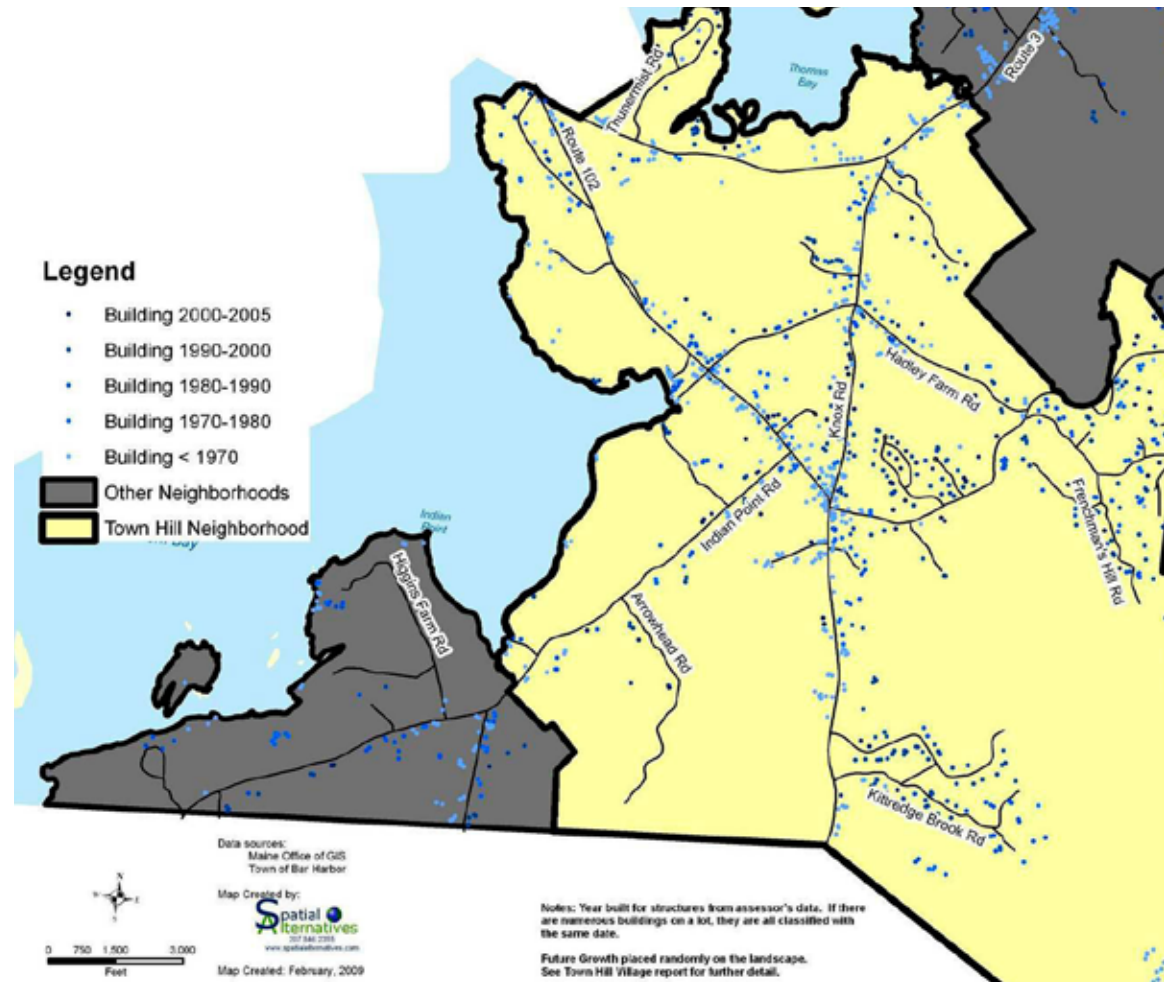 Thomas
Bay
Route 3
Thunermist Rd
Route 102
Legend
Building 2000-2005
Building 1990-2000
Building 1980-1990
Building 1970-1980
Building < 1970
Other Neighborhoods
Town Hill Neighborhood
Bay
Indian
Point
Hadley Farm Rd
Knox Rd
Indian Point Rd
Frenchman's Hill Rd
Higgins Farm Rd
Arrowhead Rd
Kittredge Brook Rd
Data sources:
Maine Office of GIS
Town of Bar Harbor
Map Created by:
Spatial
Alternatives
www.spatialalternatives.com
Map Created: February, 2009
N
W E
S
0 750 1,500 3,000
Feet
Notes: Year built for structures from assessor's data. If there
are numerous buildings on a lot, they are all classified with
the same date.
Future Growth placed randomly on the landscape.
See Town Hill Village report for further detail.